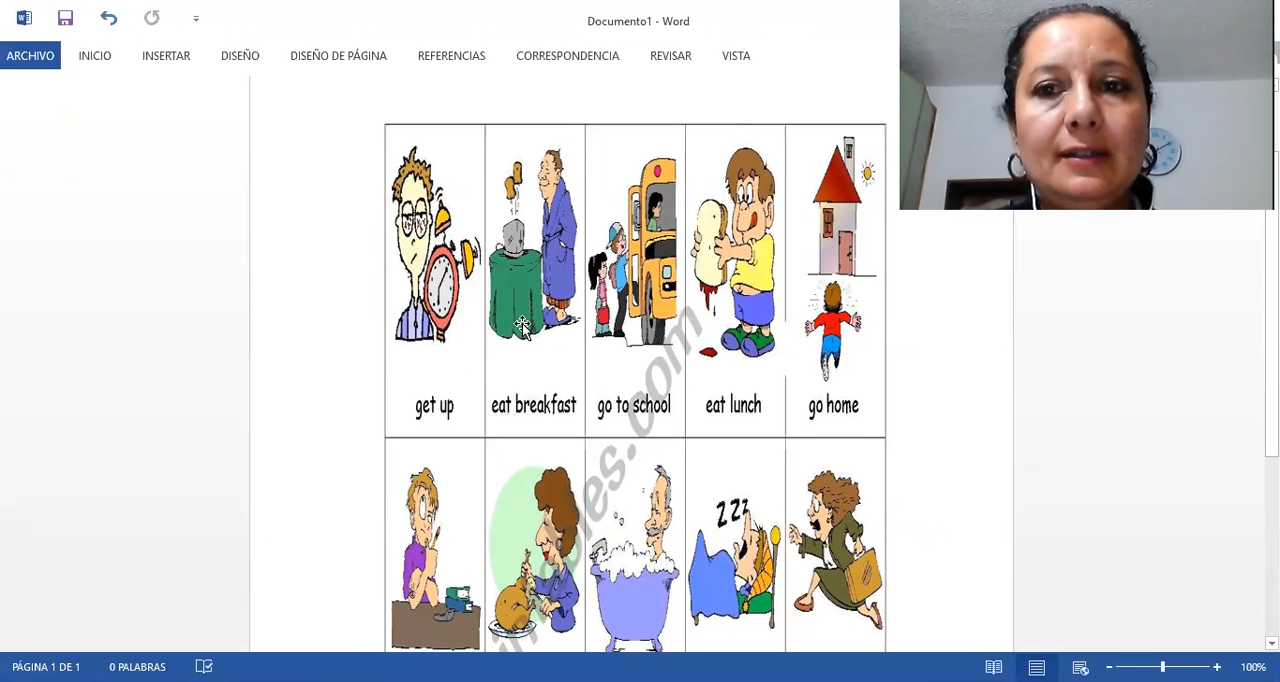 Documento1 - Word
ARCHIVO INICIO INSERTAR DISEÑO DISEÑO DE PÁGINA REFERENCIAS CORRESPONDENCIA REVISAR VISTA
get up eat breakfast go to school eat lunch go home
ZZZ
PÁGINA 1 DE 1 0 PALABRAS 100%